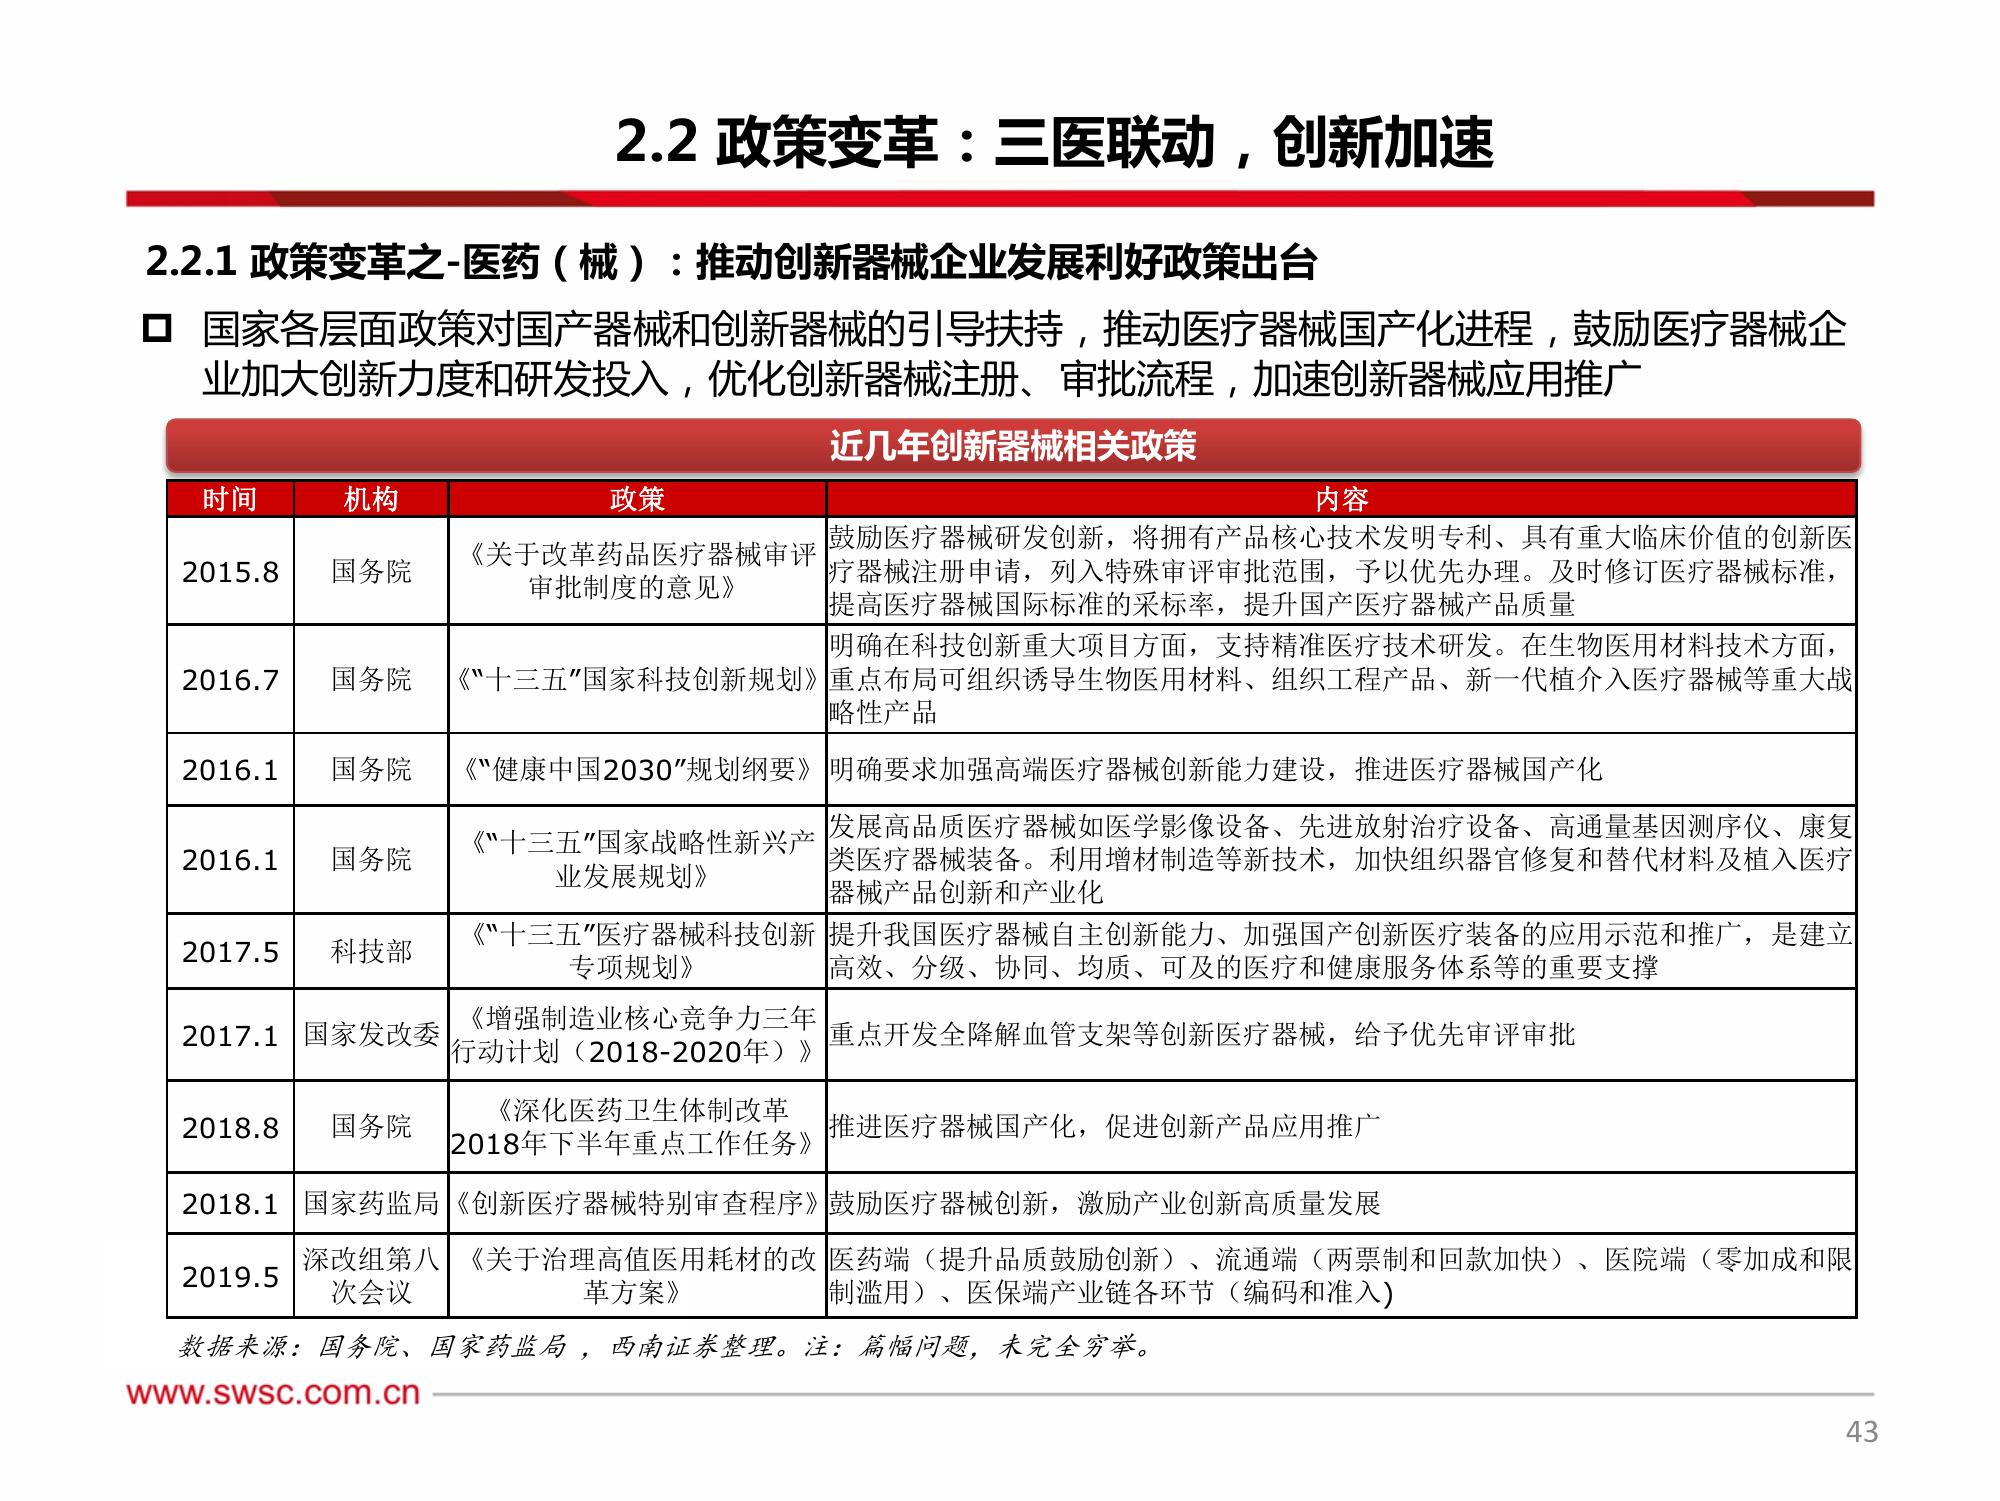 2.2 政策变革：三医联动，创新加速
2.2.1 政策变革之-医药（械）：推动创新器械企业发展利好政策出台
国家各层面政策对国产器械和创新器械的引导扶持，推动医疗器械国产化进程，鼓励医疗器械企
业加大创新力度和研发投入，优化创新器械注册、审批流程，加速创新器械应用推广
近几年创新器械相关政策
时间 机构 政策 内容
2015.8 国务院
《关于改革药品医疗器械审评
审批制度的意见》
鼓励医疗器械研发创新，将拥有产品核心技术发明专利、具有重大临床价值的创新医
疗器械注册申请，列入特殊审评审批范围，予以优先办理。及时修订医疗器械标准，
提高医疗器械国际标准的采标率，提升国产医疗器械产品质量
2016.7 国务院 《“十三五”国家科技创新规划》
明确在科技创新重大项目方面，支持精准医疗技术研发。在生物医用材料技术方面，
重点布局可组织诱导生物医用材料、组织工程产品、新一代植介入医疗器械等重大战
略性产品
2016.1 国务院 《“健康中国2030”规划纲要》 明确要求加强高端医疗器械创新能力建设，推进医疗器械国产化
2016.1 国务院
《“十三五”国家战略性新兴产
业发展规划》
发展高品质医疗器械如医学影像设备、先进放射治疗设备、高通量基因测序仪、康复
类医疗器械装备。利用增材制造等新技术，加快组织器官修复和替代材料及植入医疗
器械产品创新和产业化
2017.5 科技部
《“十三五”医疗器械科技创新
专项规划》
提升我国医疗器械自主创新能力、加强国产创新医疗装备的应用示范和推广，是建立
高效、分级、协同、均质、可及的医疗和健康服务体系等的重要支撑
2017.1 国家发改委
《增强制造业核心竞争力三年
行动计划（2018-2020年）》
重点开发全降解血管支架等创新医疗器械，给予优先审评审批
2018.8 国务院
《深化医药卫生体制改革
2018年下半年重点工作任务》
推进医疗器械国产化，促进创新产品应用推广
2018.1 国家药监局 《创新医疗器械特别审查程序》 鼓励医疗器械创新，激励产业创新高质量发展
2019.5
深改组第八
次会议
《关于治理高值医用耗材的改
革方案》
医药端（提升品质鼓励创新）、流通端（两票制和回款加快）、医院端（零加成和限
制滥用）、医保端产业链各环节（编码和准入)
数据来源：国务院、国家药监局 ，西南证券整理。注：篇幅问题，未完全穷举。
www.swsc.com.cn
43